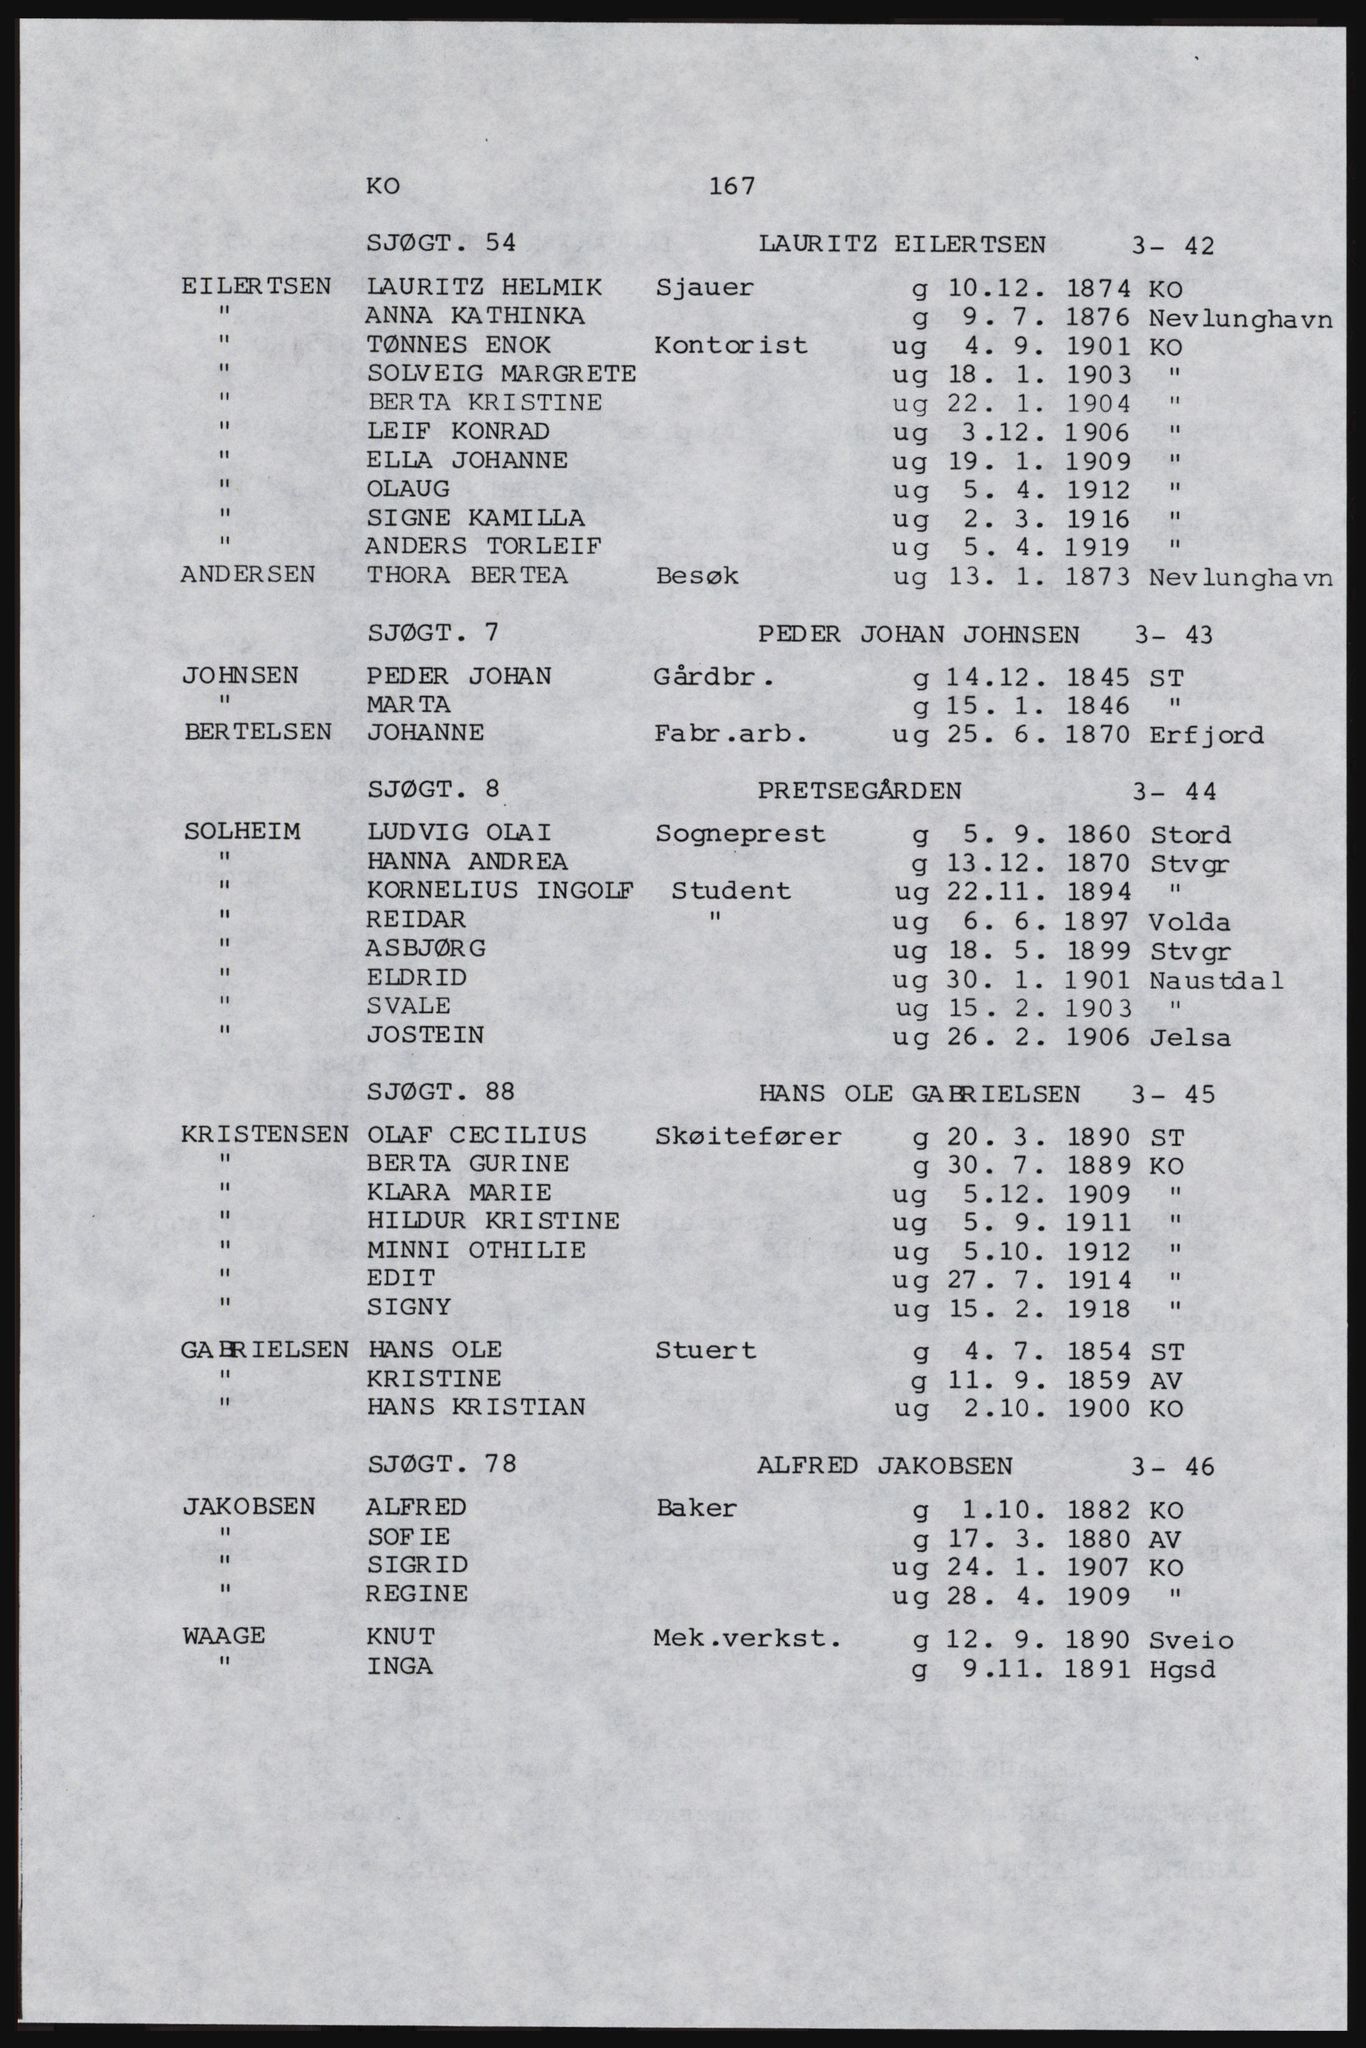 KO 167
SJØGT. 54 LAURITZ EILERTSEN 3- 42
EILERTSEN LAURITZ HELMIK Sjauer g 10.12. 1874 KO
" ANNA KATHINKA g 9. 7. 1876 Nevlunghavn
" TØNNES ENOK Kontorist ug 4. 9. 1901 KO
" SOLVEIG MARGRETE ug 18. 1. 1903 "
" BERTA KRISTINE ug 22. 1. 1904 "
" LEIF KONRAD ug 3.12. 1906 "
" ELLA JOHANNE ug 19. 1. 1909 "
" OLAUG ug 5. 4. 1912 "
" SIGNE KAMILLA ug 2. 3. 1916 "
" ANDERS TORLEIF ug 5. 4. 1919 "
ANDERSEN THORA BERTEA Besøk ug 13. 1. 1873 Nevlunghavn
SJØGT. 7 PEDER JOHAN JOHNSEN 3- 43
JOHNSEN PEDER JOHAN Gårdbr. g 14.12. 1845 ST
" MARTA g 15. 1. 1846 "
BERTELSEN JOHANNE Fabr.arb. ug 25. 6. 1870 Erfjord
SJØGT. 8 PRETSEGÅRDEN 3- 44
SOLHEIM LUDVIG OLAI Sogneprest g 5. 9. 1860 Stord
" HANNA ANDREA g 13.12. 1870 Stvgr
" KORNELIUS INGOLF Student ug 22.11. 1894 "
" REIDAR " ug 6. 6. 1897 Volda
" ASBJØRG ug 18. 5. 1899 Stvgr
" ELDRID ug 30. 1. 1901 Naustdal
" SVALE ug 15. 2. 1903 "
" JOSTEIN ug 26. 2. 1906 Jelsa
SJØGT. 88 HANS OLE GABRIELSEN 3- 45
KRISTENSEN OLAF CECILIUS Skøitefører g 20. 3. 1890 ST
" BERTA GURINE g 30. 7. 1889 KO
" KLARA MARIE ug 5.12. 1909 "
" HILDUR KRISTINE ug 5. 9. 1911 "
" MINNI OTHILIE ug 5.10. 1912 "
" EDIT ug 27. 7. 1914 "
" SIGNY ug 15. 2. 1918 "
GABRIELSEN HANS OLE Stuert g 4. 7. 1854 ST
" KRISTINE g 11. 9. 1859 AV
" HANS KRISTIAN ug 2.10. 1900 KO
SJØGT. 78 ALFRED JAKOBSEN 3- 46
JAKOBSEN ALFRED Baker g 1.10. 1882 KO
" SOFIE g 17. 3. 1880 AV
" SIGRID ug 24. 1. 1907 KO
" REGINE ug 28. 4. 1909 "
WAAGE KNUT Mek.verkst. g 12. 9. 1890 Sveio
" INGA g 9.11. 1891 Hgsd